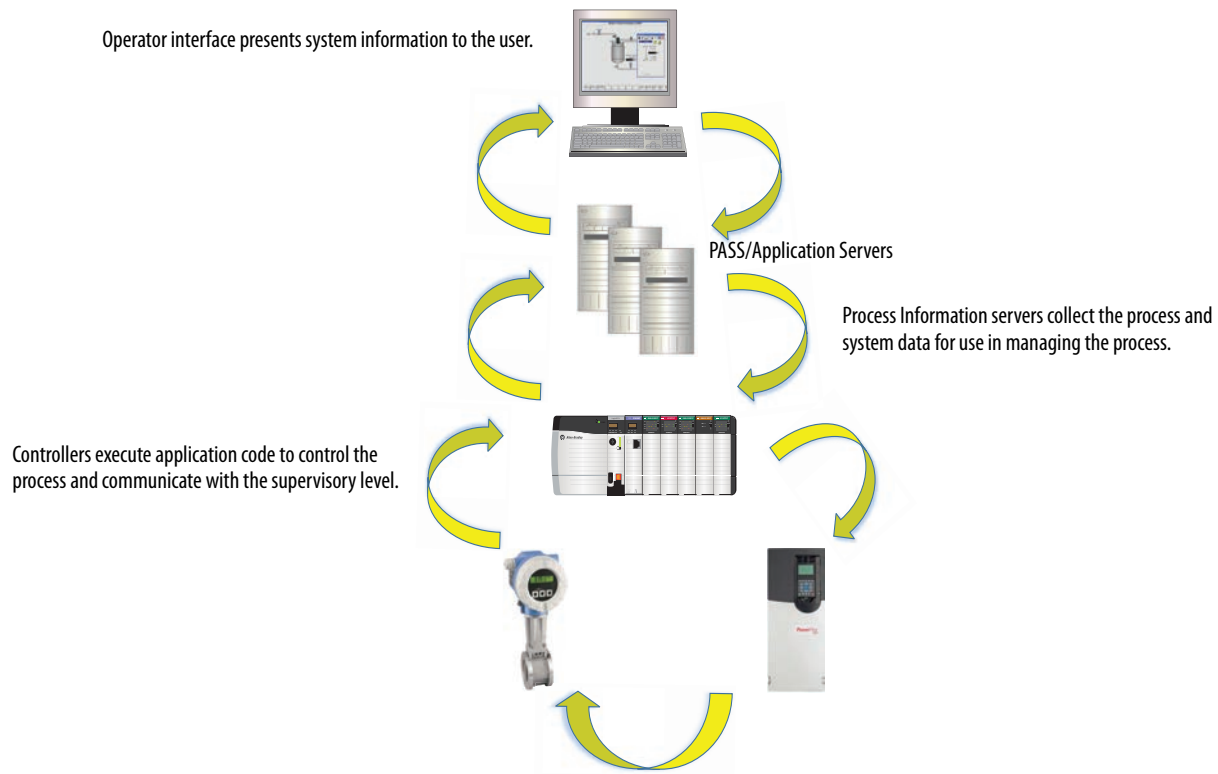 Operator interface presents system information to the user.
PASS/Application Servers
Process Information servers collect the process and
system data for use in managing the process.
Controllers execute application code to control the
process and communicate with the supervisory level.